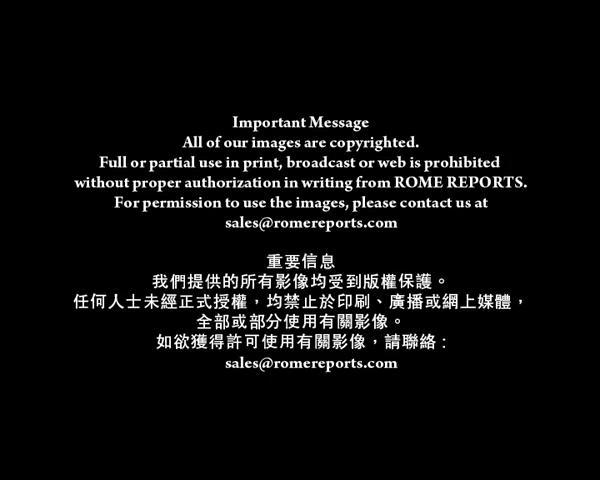 Important Message
All of our images are copyrighted.
Full or partial use in print, broadcast or web is prohibited
without proper authorization in writing from ROME REPORTS.
For permission to use the images, please contact us at
sales@romereports.com
重要信息
我們提供的所有影像均受到版權保護。
任何人士未經正式授權，均禁止於印刷、廣播或網上媒體，
全部或部分使用有關影像。
如欲獲得許可使用有關影像，請聯絡：
sales@romereports.com